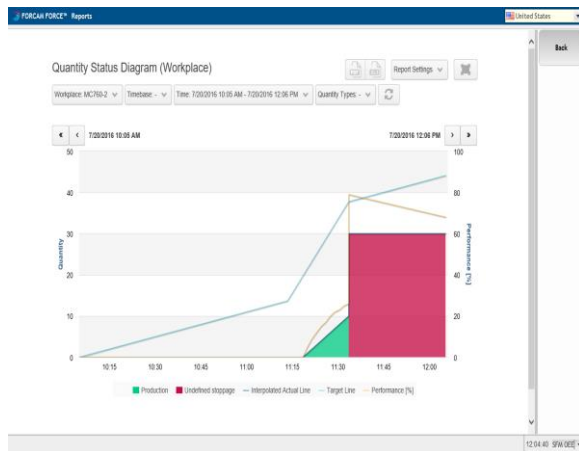 FORCAM FORCE™ Reports
United States
Back
Quantity Status Diagram (Workplace)
Report Settings
Workplace: MC760-2
Timebase: -
Time: 7/20/2016 10:05 AM - 7/20/2016 12:06 PM
Quantity Types: -
« ‹ 7/20/2016 10:05 AM
7/20/2016 12:06 PM › »
50
40
30
20
10
0
Quantity
100
80
60
40
20
0
Performance [%]
10:15 10:30 10:45 11:00 11:15 11:30 11:45 12:00
Production Undefined stoppage Interpolated Actual Line Target Line Performance [%]
12:04:40 SFM/OEE